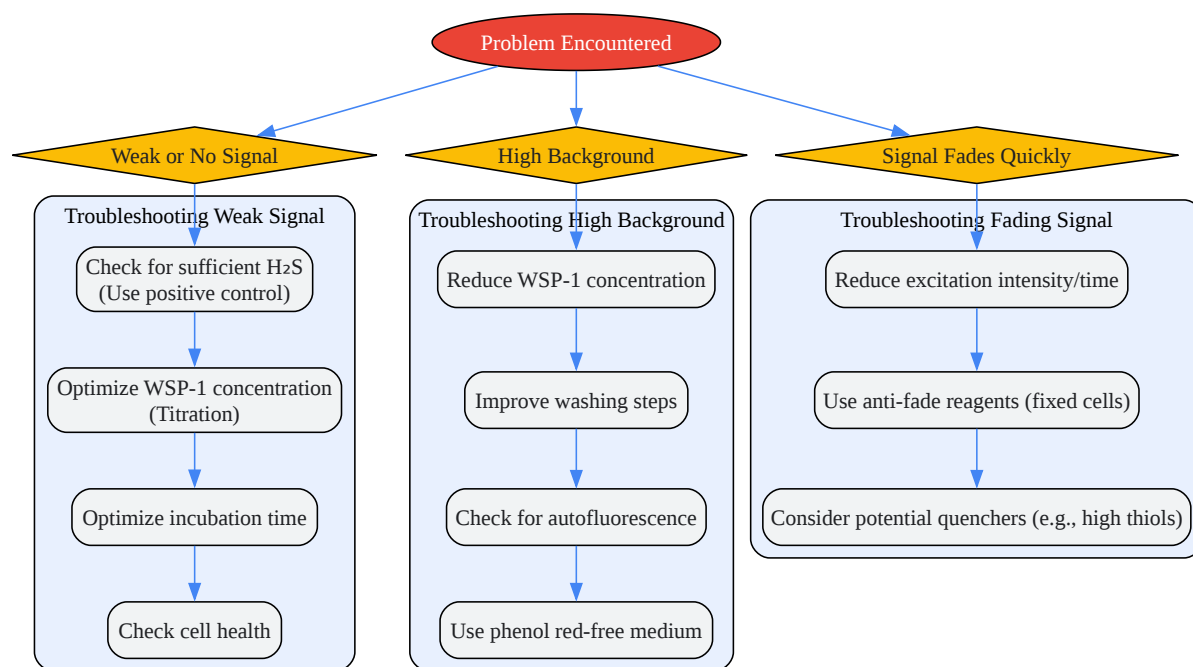 Problem Encountered
Weak or No Signal
High Background
Signal Fades Quickly
Troubleshooting Weak Signal
Check for sufficient H₂S
(Use positive control)
Optimize WSP-1 concentration
(Titration)
Optimize incubation time
Check cell health
Troubleshooting High Background
Reduce WSP-1 concentration
Improve washing steps
Check for autofluorescence
Use phenol red-free medium
Troubleshooting Fading Signal
Reduce excitation intensity/time
Use anti-fade reagents (fixed cells)
Consider potential quenchers (e.g., high thiols)